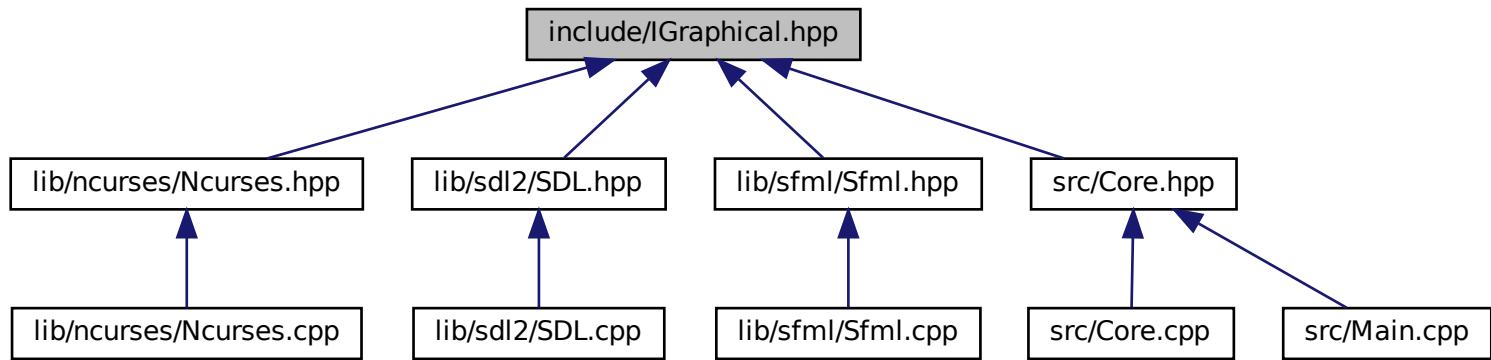 include/IGraphical.hpp
lib/ncurses/Ncurses.hpp
lib/sdl2/SDL.hpp
lib/sfml/Sfml.hpp
src/Core.hpp
lib/ncurses/Ncurses.cpp
lib/sdl2/SDL.cpp
lib/sfml/Sfml.cpp
src/Core.cpp
src/Main.cpp